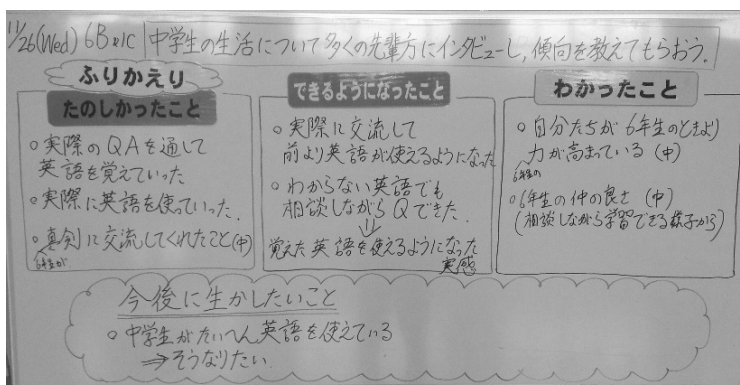 11/26(Wed) 6B×1C 中学生の生活について多くの先輩方にインタビューし、傾向を教えてもらおう.
ふりかえり
たのしかったこと
○実際のQAを通して
英語を覚えていった
○実際に英語を使っていった.
○真剣に交流してくれたこと(中)
6年生が
できるようになったこと
○実際に交流して
前より英語が使えるようになった
○わからない英語でも
相談しながらQできた.
⇓
覚えた英語を使えるようになった
実感
わかったこと
○自分たちが6年生のときより
力が高まっている(中)
6年生の
○6年生の仲の良さ(中)
(相談しながら学習できる様子から)
今後に生かしたいこと
○中学生がたいへん英語を使えている
⇒そうなりたい.